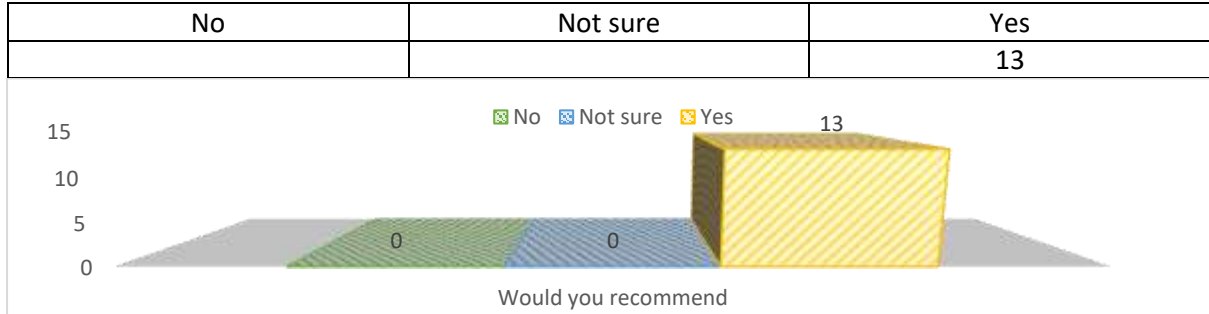 No Not sure Yes
13
No Not sure Yes
13
15
10
5
0
0 0
Would you recommend